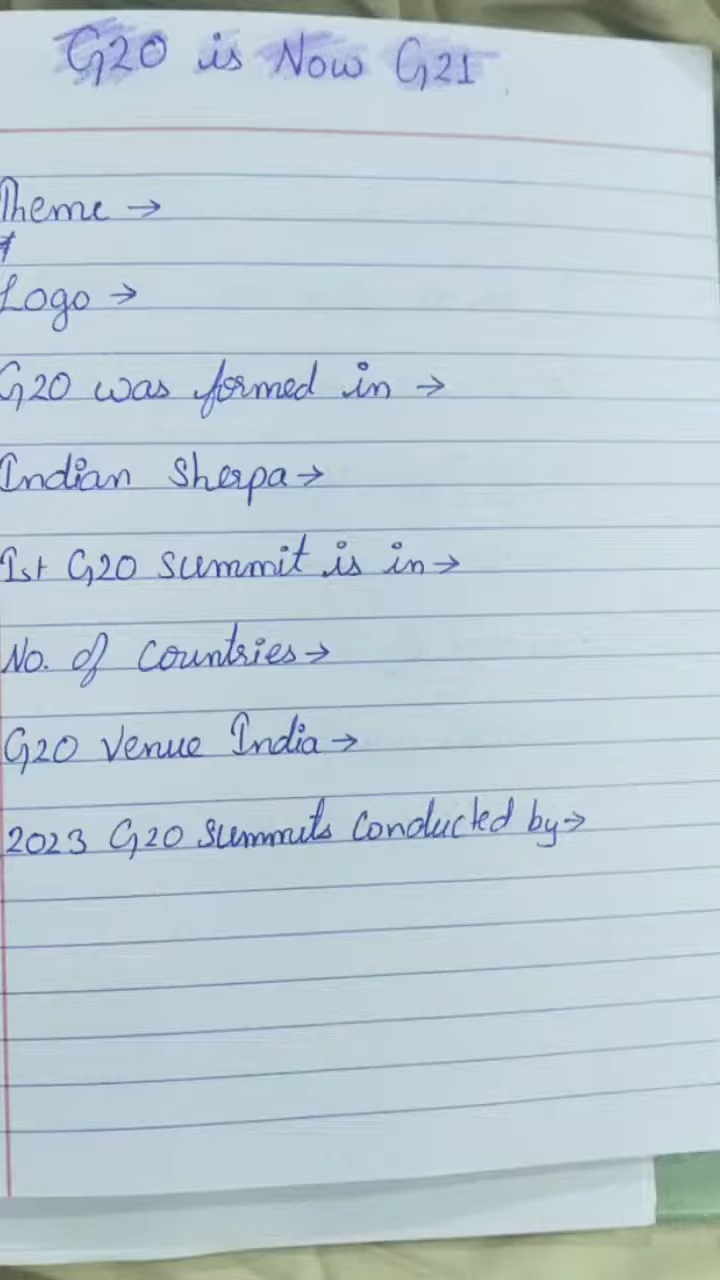 G20 is Now G21
Theme →
Logo →
G20 was formed in →
Indian Sherpa →
1st G20 summit is in →
No. of Countries →
G20 Venue India →
2023 G20 Summits Conducted by →